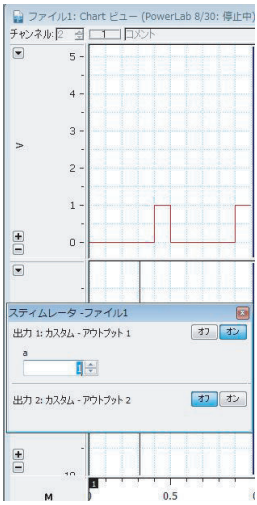 ファイル1: Chart ビュー (PowerLab 8/30: 停止中)
チャンネル: 2 1 コメント
5
4
3
V
2
1
0
スティムレータ -ファイル1
出力 1: カスタム - アウトプット 1 オフ オン
a
1
出力 2: カスタム - アウトプット 2 オフ オン
-10
1
M 0.5